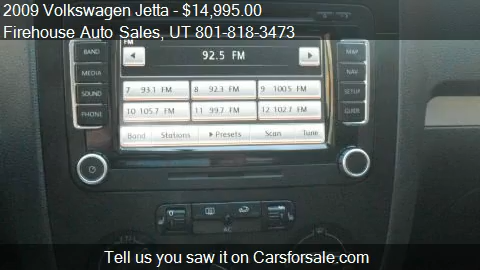 2009 Volkswagen Jetta - $14,995.00
Firehouse Auto Sales, UT 801-818-3473
FM
92.5 FM
BAND
MEDIA
SOUND
PHONE
MAP
NAV
SETUP
7 93.1 FM
8 92.3 FM
9 100.5 FM
10 105.7 FM
11 99.7 FM
12 102.7 FM
Band
Stations
Presets
Scan
Tune
AC
Tell us you saw it on Carsforsale.com